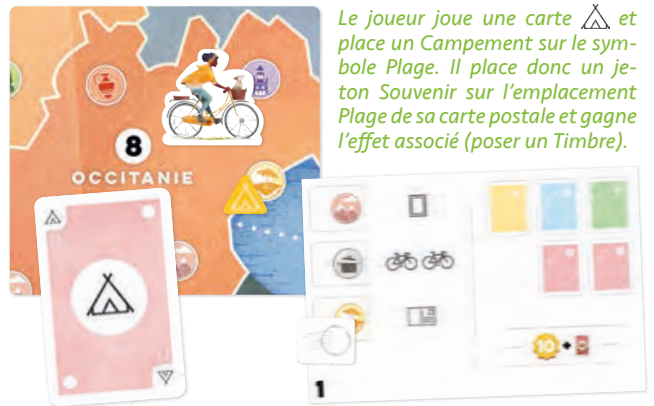 Le joueur joue une carte et
place un Campement sur le sym-
bole Plage. Il place donc un je-
ton Souvenir sur l'emplacement
Plage de sa carte postale et gagne
l'effet associé (poser un Timbre).
8
OCCITANIE
10 +
1